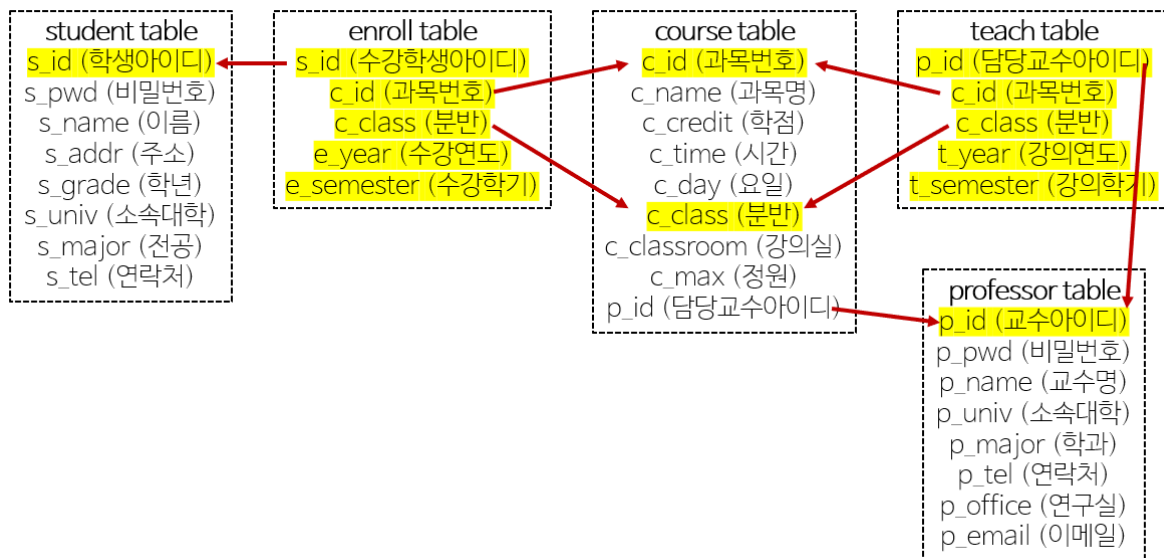 student table
s_id (학생아이디)
s_pwd (비밀번호)
s_name (이름)
s_addr (주소)
s_grade (학년)
s_univ (소속대학)
s_major (전공)
s_tel (연락처)
enroll table
s_id (수강학생아이디)
c_id (과목번호)
c_class (분반)
e_year (수강연도)
e_semester (수강학기)
course table
c_id (과목번호)
c_name (과목명)
c_credit (학점)
c_time (시간)
c_day (요일)
c_class (분반)
c_classroom (강의실)
c_max (정원)
p_id (담당교수아이디)
teach table
p_id (담당교수아이디)
c_id (과목번호)
c_class (분반)
t_year (강의연도)
t_semester (강의학기)
professor table
p_id (교수아이디)
p_pwd (비밀번호)
p_name (교수명)
p_univ (소속대학)
p_major (학과)
p_tel (연락처)
p_office (연구실)
p_email (이메일)